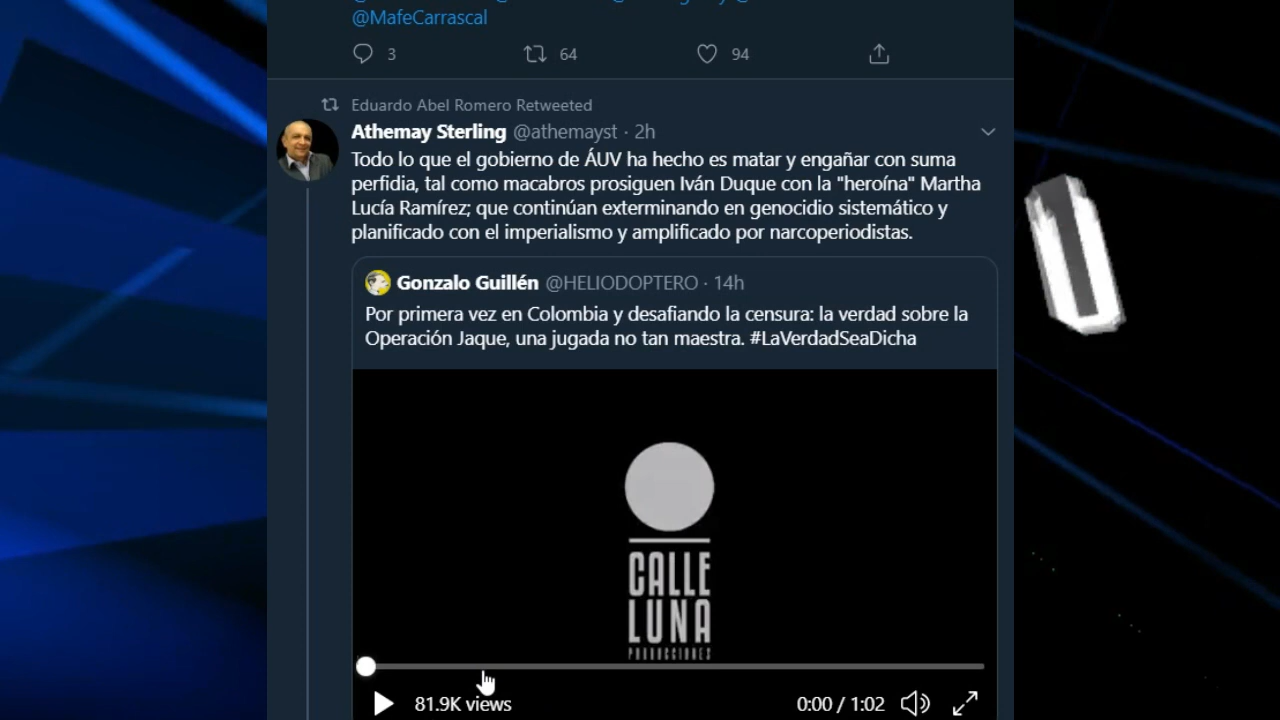 @MafeCarrascal
3 64 94
Eduardo Abel Romero Retweeted
Athemay Sterling @athemayst · 2h
Todo lo que el gobierno de ÁUV ha hecho es matar y engañar con suma
perfidia, tal como macabros prosiguen Iván Duque con la "heroína" Martha
Lucía Ramírez; que continúan exterminando en genocidio sistemático y
planificado con el imperialismo y amplificado por narcoperiodistas.
Gonzalo Guillén @HELIODOPTERO · 14h
Por primera vez en Colombia y desafiando la censura: la verdad sobre la
Operación Jaque, una jugada no tan maestra. #LaVerdadSeaDicha
CALLE
LUNA
PRODUCCIONES
81.9K views 0:00 / 1:02